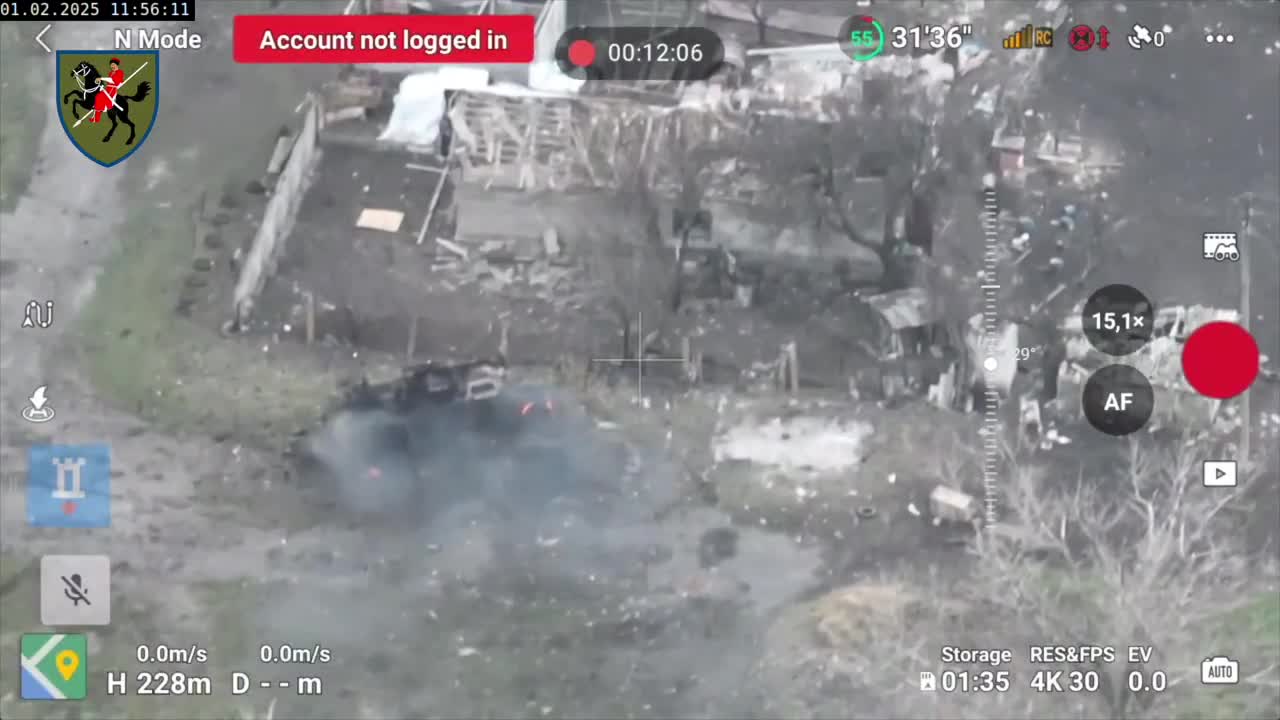 01.02.2025 11:56:11
N Mode
Account not logged in
00:12:06
55
31'36"
RC
0
15,1×
29°
AF
0.0m/s
0.0m/s
H 228m
D - - m
Storage
RES&FPS
EV
01:35
4K 30
0.0
AUTO